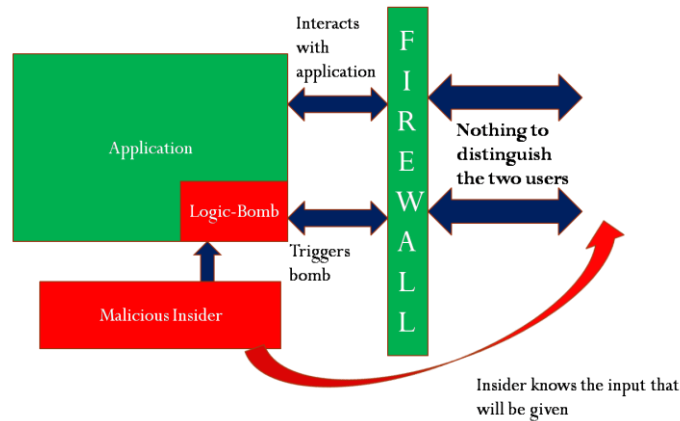 Interacts
with
application
FIREWALL
Nothing to
distinguish
the two users
Application
Logic-Bomb
Triggers
bomb
Malicious Insider
Insider knows the input that
will be given